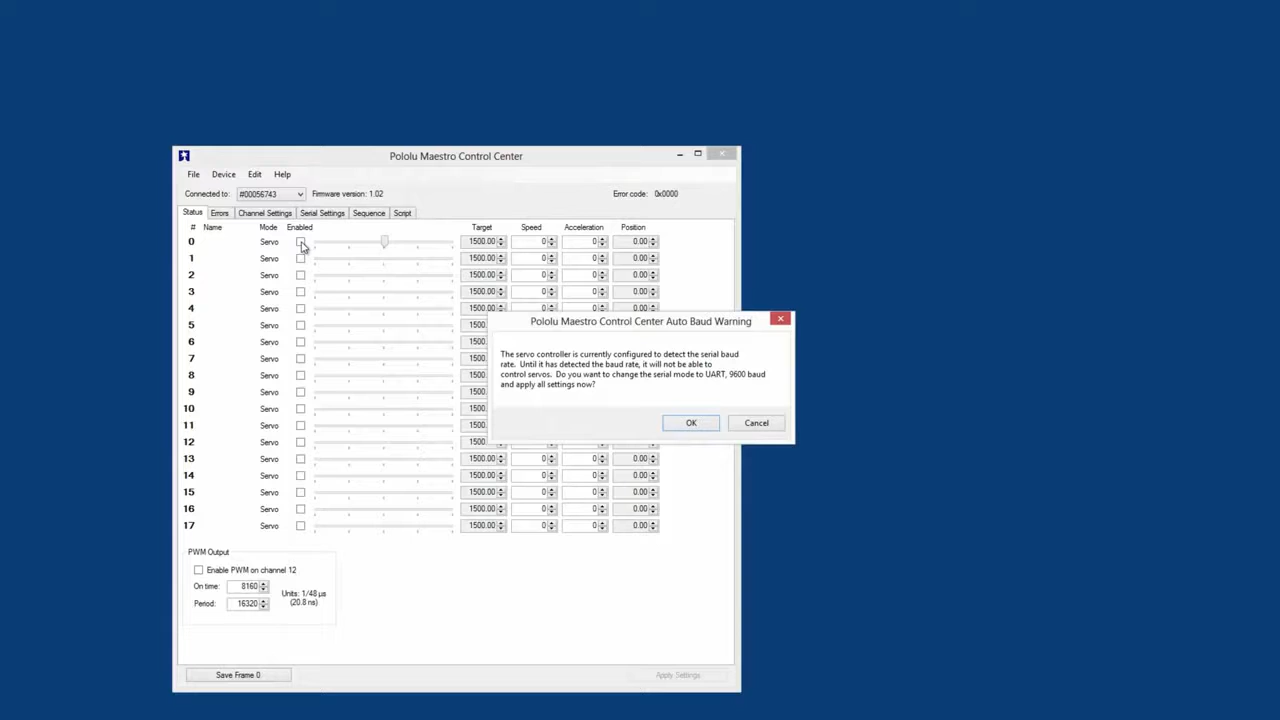 Pololu Maestro Control Center
File Device Edit Help
Connected to: #00056743 Firmware version: 1.02 Error code: 0x0000
Status Errors Channel Settings Serial Settings Sequence Script
# Name Mode Enabled Target Speed Acceleration Position
0 Servo 1500.00 0 0 0.00
1 Servo 1500.00 0 0 0.00
2 Servo 1500.00 0 0 0.00
3 Servo 1500.00 0 0 0.00
4 Servo 1500.00 0 0 0.00
5 Servo 1500.
6 Servo 1500.
7 Servo 1500.
8 Servo 1500.
9 Servo 1500.
10 Servo 1500.
11 Servo 1500.
12 Servo 1500.00 0 0 0.00
13 Servo 1500.00 0 0 0.00
14 Servo 1500.00 0 0 0.00
15 Servo 1500.00 0 0 0.00
16 Servo 1500.00 0 0 0.00
17 Servo 1500.00 0 0 0.00
Pololu Maestro Control Center Auto Baud Warning
The servo controller is currently configured to detect the serial baud
rate. Until it has detected the baud rate, it will not be able to
control servos. Do you want to change the serial mode to UART, 9600 baud
and apply all settings now?
OK Cancel
PWM Output
Enable PWM on channel 12
On time: 8160
Period: 16320
Units: 1/48 µs
(20.8 ns)
Save Frame 0 Apply Settings